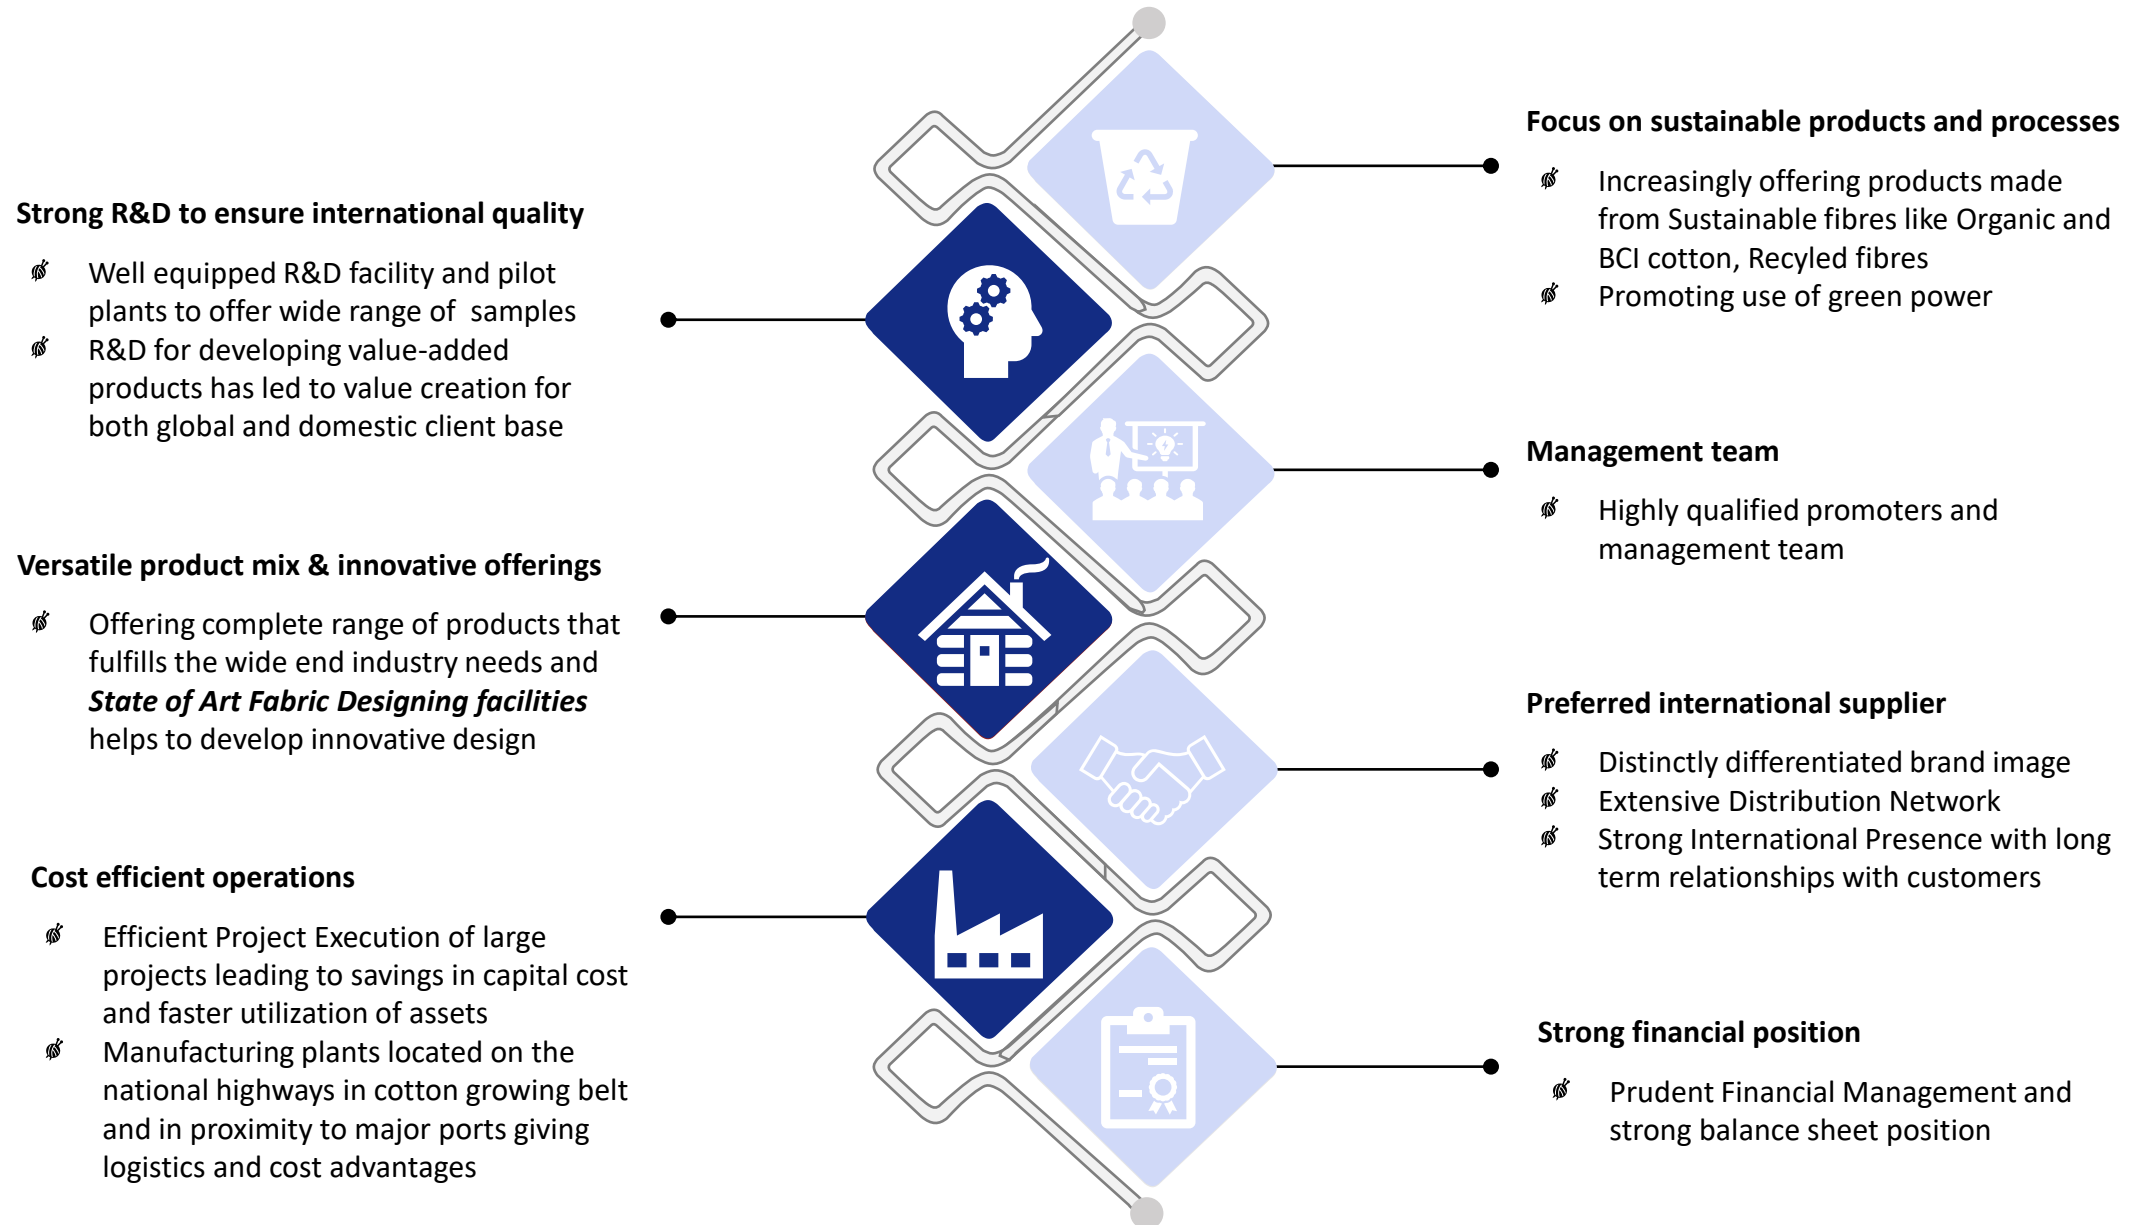 Strong R&D to ensure international quality
Well equipped R&D facility and pilot
plants to offer wide range of samples
R&D for developing value-added
products has led to value creation for
both global and domestic client base
Versatile product mix & innovative offerings
Offering complete range of products that
fulfills the wide end industry needs and
State of Art Fabric Designing facilities
helps to develop innovative design
Cost efficient operations
Efficient Project Execution of large
projects leading to savings in capital cost
and faster utilization of assets
Manufacturing plants located on the
national highways in cotton growing belt
and in proximity to major ports giving
logistics and cost advantages
Focus on sustainable products and processes
Increasingly offering products made
from Sustainable fibres like Organic and
BCI cotton, Recyled fibres
Promoting use of green power
Management team
Highly qualified promoters and
management team
Preferred international supplier
Distinctly differentiated brand image
Extensive Distribution Network
Strong International Presence with long
term relationships with customers
Strong financial position
Prudent Financial Management and
strong balance sheet position